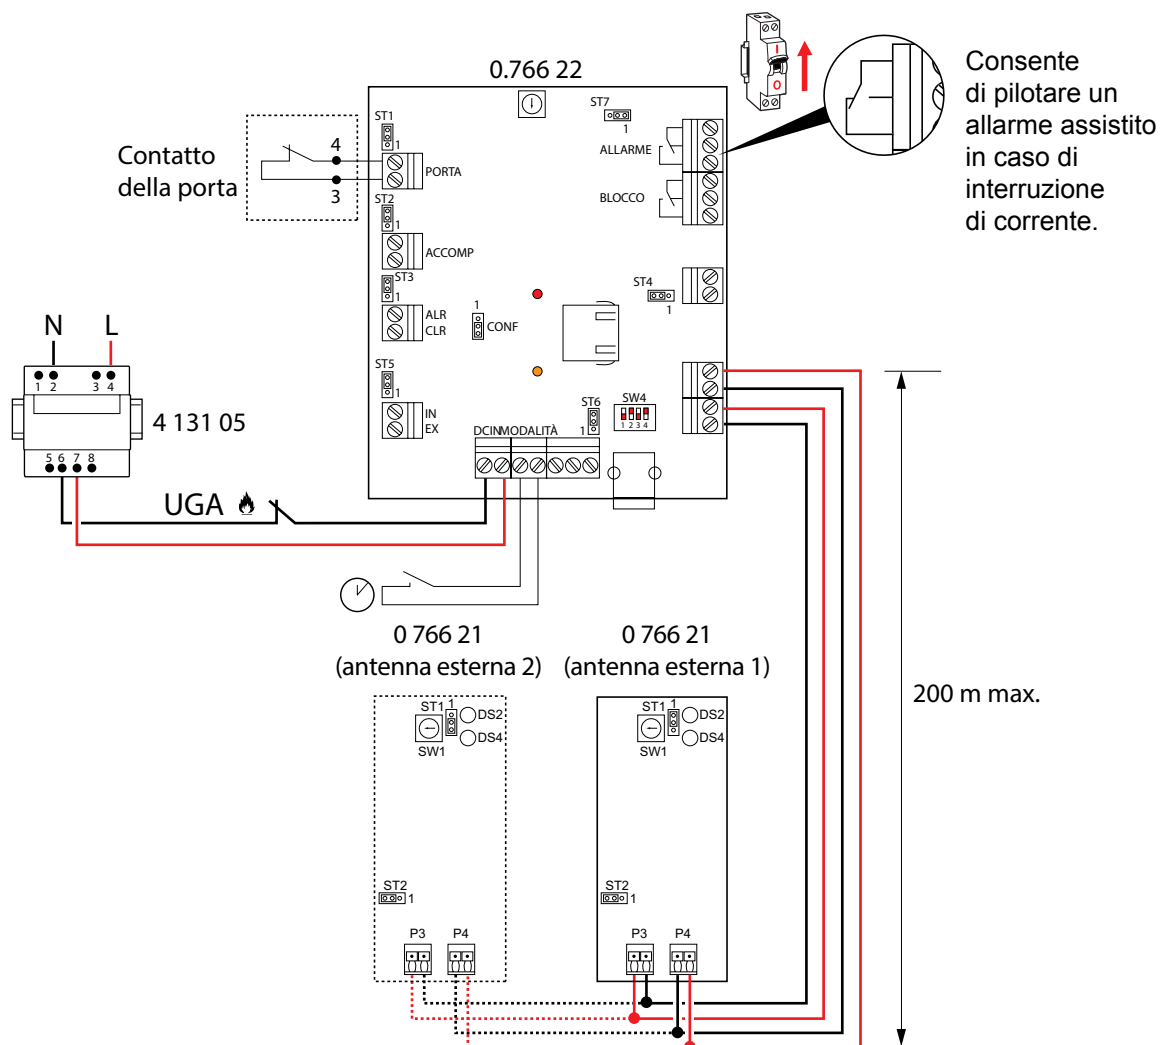 0.766 22
I
O
Consente
di pilotare un
allarme assistito
in caso di
interruzione
di corrente.
ST1
1
ST7
1
ALLARME
Contatto
della porta
4
3
PORTA
BLOCCO
ST2
1
ACCOMP
ST3
1
ST4
1
ALR
CLR
1
CONF
N
L
1
2
3
4
4 131 05
5
6
7
8
ST5
1
IN
EX
ST6
1
SW4
1 2 3 4
DCIN
MODALITÀ
UGA
0 766 21
(antenna esterna 2)
0 766 21
(antenna esterna 1)
200 m max.
ST1
1
DS2
DS4
SW1
ST1
1
DS2
DS4
SW1
ST2
1
ST2
1
P3
P4
P3
P4